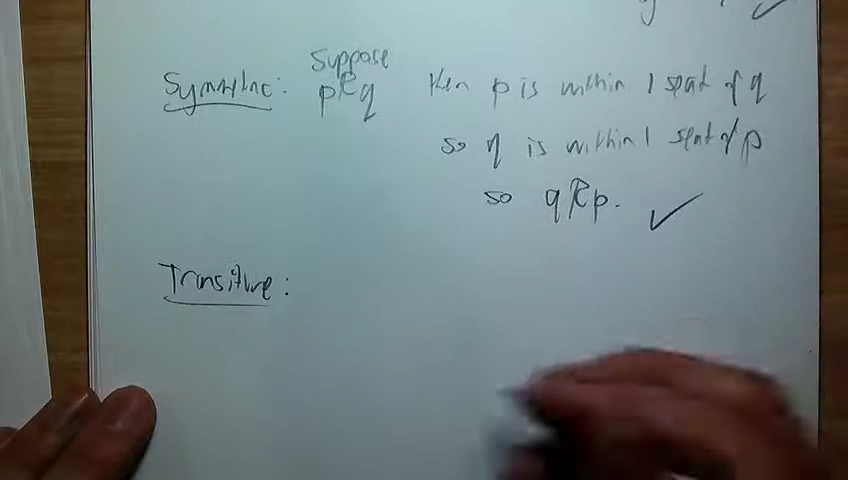 Symmetric: Suppose pRq then p is within 1 seat of q
so q is within 1 seat of p
so qRp. ✓
Transitive: